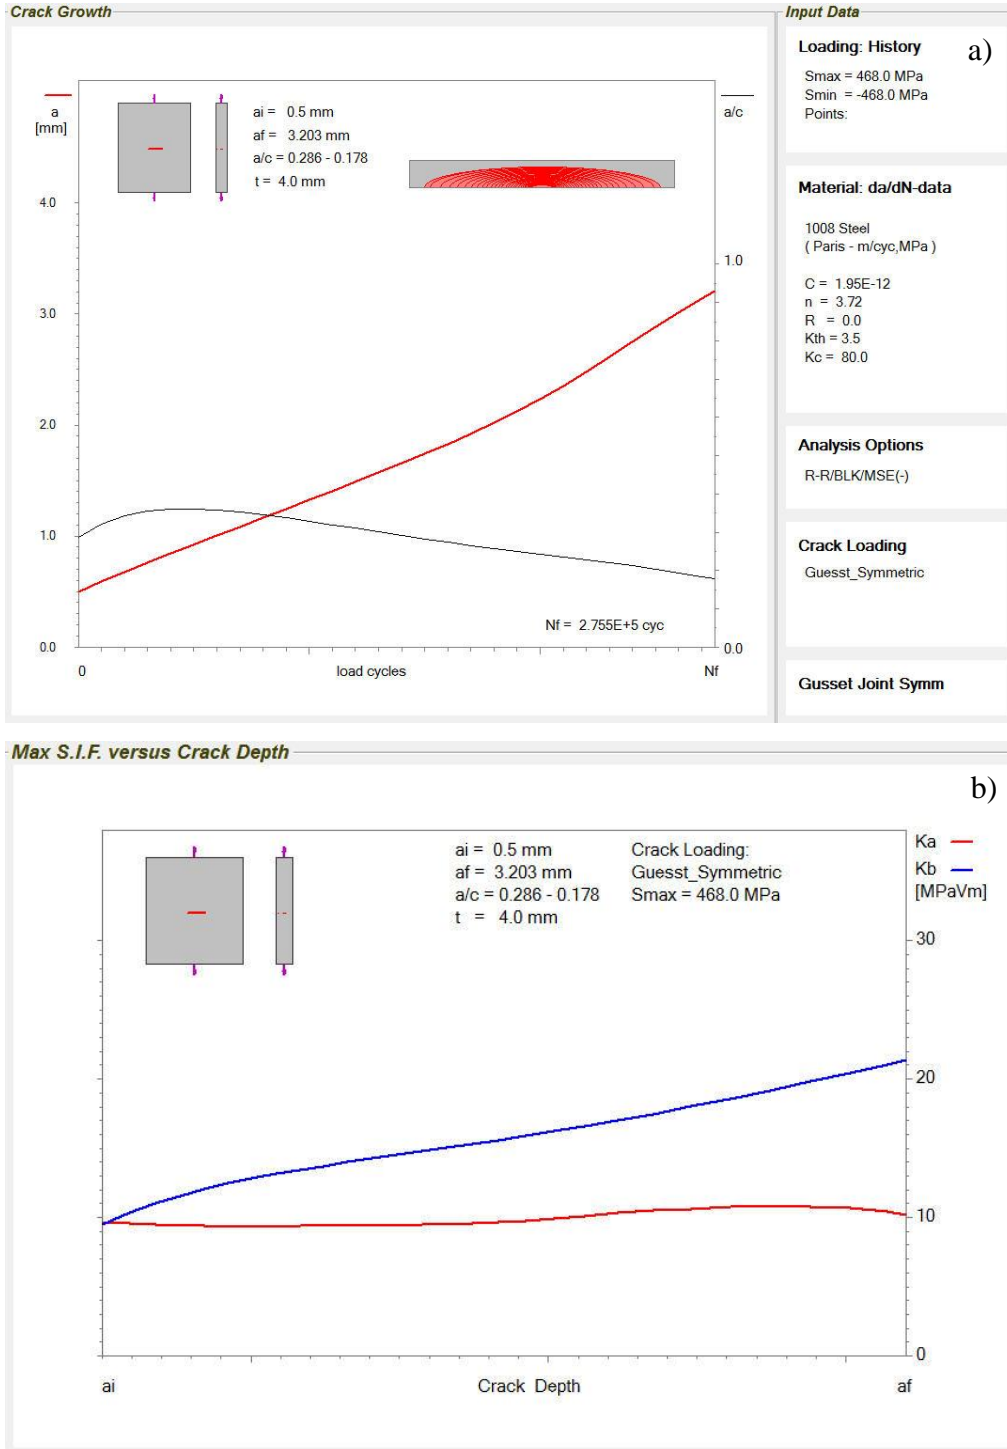 Crack Growth
a
[mm]
ai = 0.5 mm
af = 3.203 mm
a/c = 0.286 - 0.178
t = 4.0 mm
a/c
4.0
3.0
2.0
1.0
0.0
1.0
0.0
Nf = 2.755E+5 cyc
0
load cycles
Nf
Input Data
a)
Loading: History
Smax = 468.0 MPa
Smin = -468.0 MPa
Points:
Material: da/dN-data
1008 Steel
( Paris - m/cyc,MPa )
C = 1.95E-12
n = 3.72
R = 0.0
Kth = 3.5
Kc = 80.0
Analysis Options
R-R/BLK/MSE(-)
Crack Loading
Guesst_Symmetric
Gusset Joint Symm
Max S.I.F. versus Crack Depth
b)
ai = 0.5 mm
af = 3.203 mm
a/c = 0.286 - 0.178
t = 4.0 mm
Crack Loading:
Guesst_Symmetric
Smax = 468.0 MPa
Ka
Kb
[MPaVm]
30
20
10
0
ai
Crack Depth
af